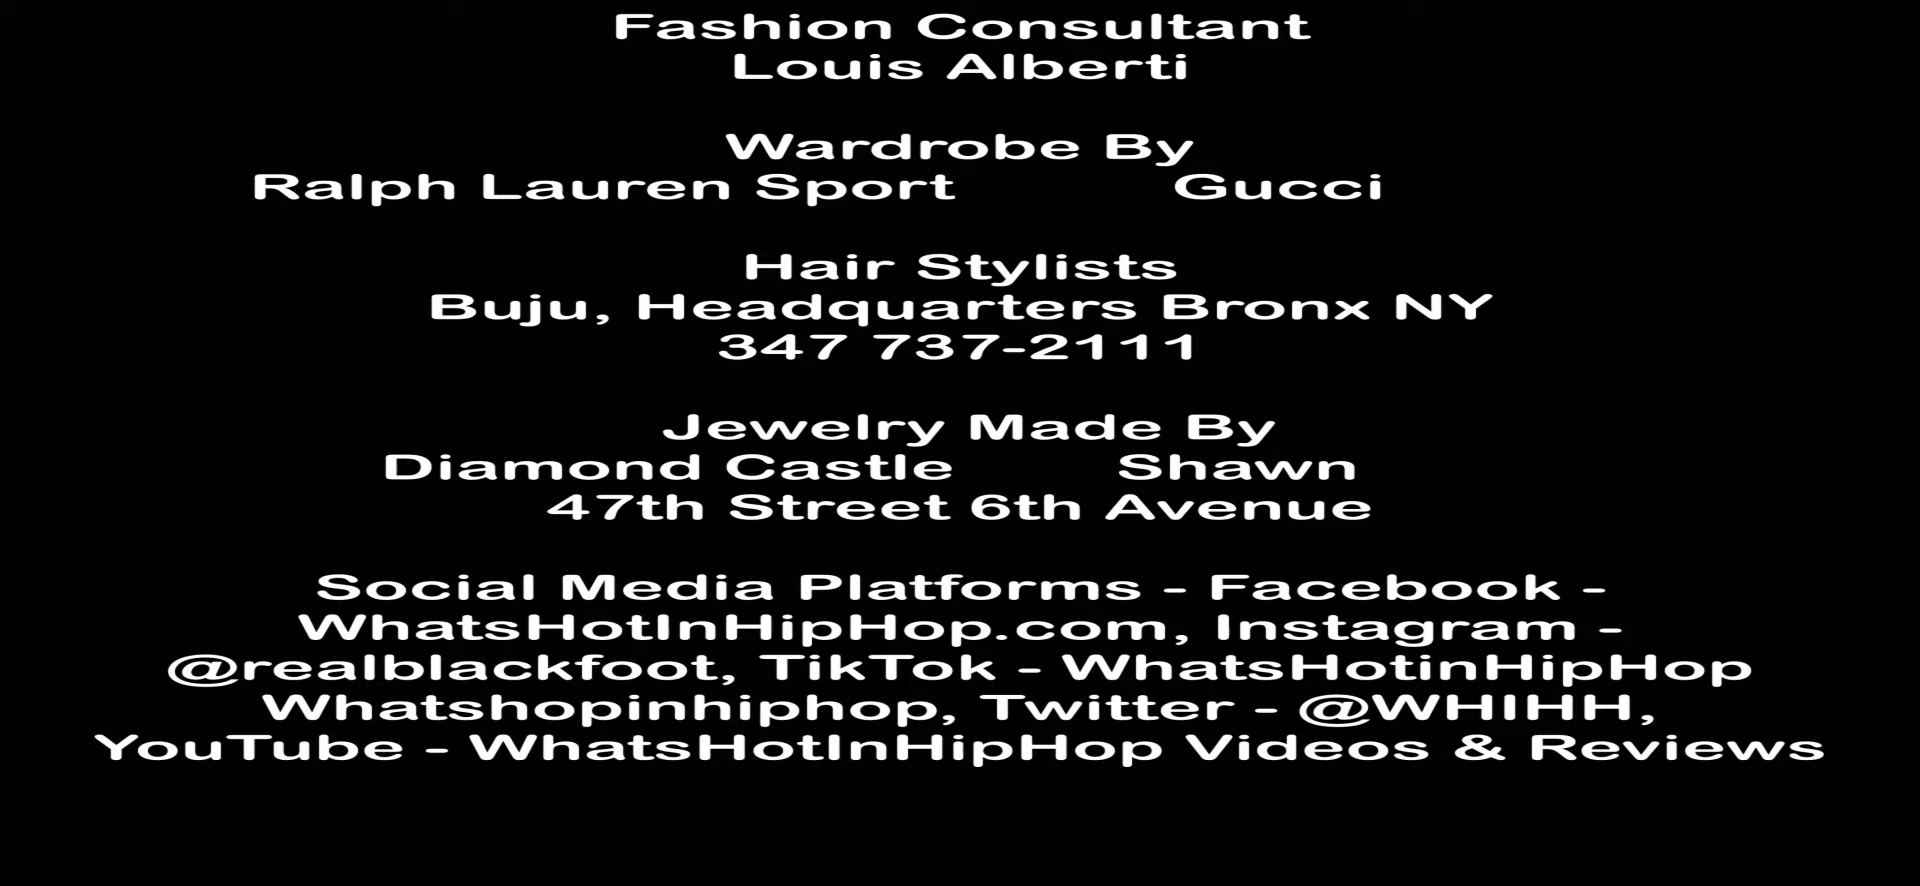 Fashion Consultant
Louis Alberti
Wardrobe By
Ralph Lauren Sport Gucci
Hair Stylists
Buju, Headquarters Bronx NY
347 737-2111
Jewelry Made By
Diamond Castle Shawn
47th Street 6th Avenue
Social Media Platforms - Facebook -
WhatsHotInHipHop.com, Instagram -
@realblackfoot, TikTok - WhatsHotinHipHop
Whatshopinhiphop, Twitter - @WHIHH,
YouTube - WhatsHotInHipHop Videos & Reviews